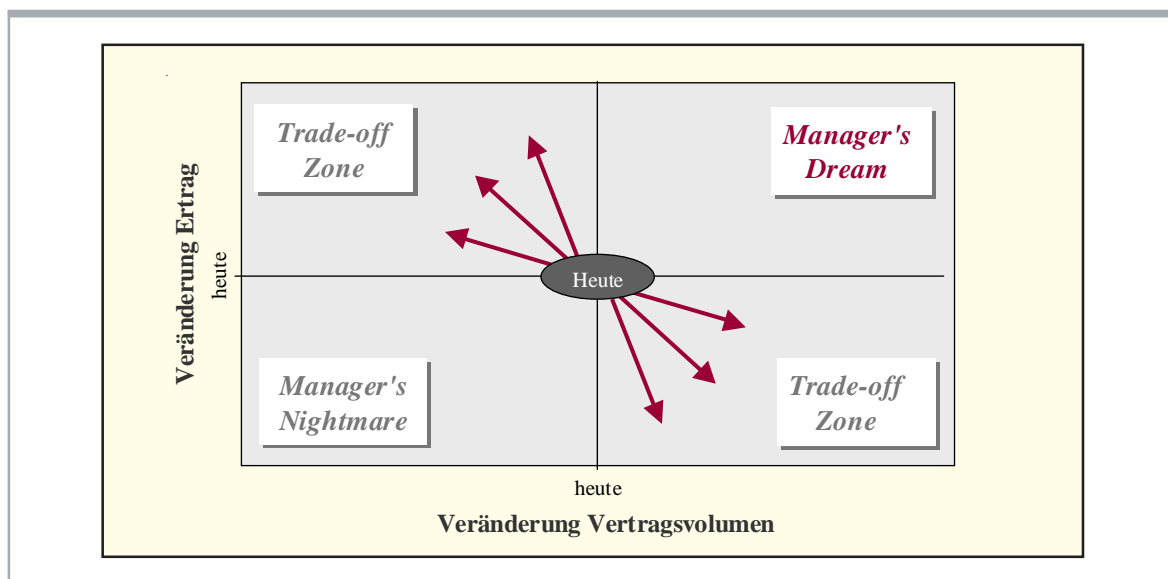 Trade-off
Zone
Manager's
Dream
Veränderung Ertrag
heute
Heute
Manager's
Nightmare
Trade-off
Zone
heute
Veränderung Vertragsvolumen